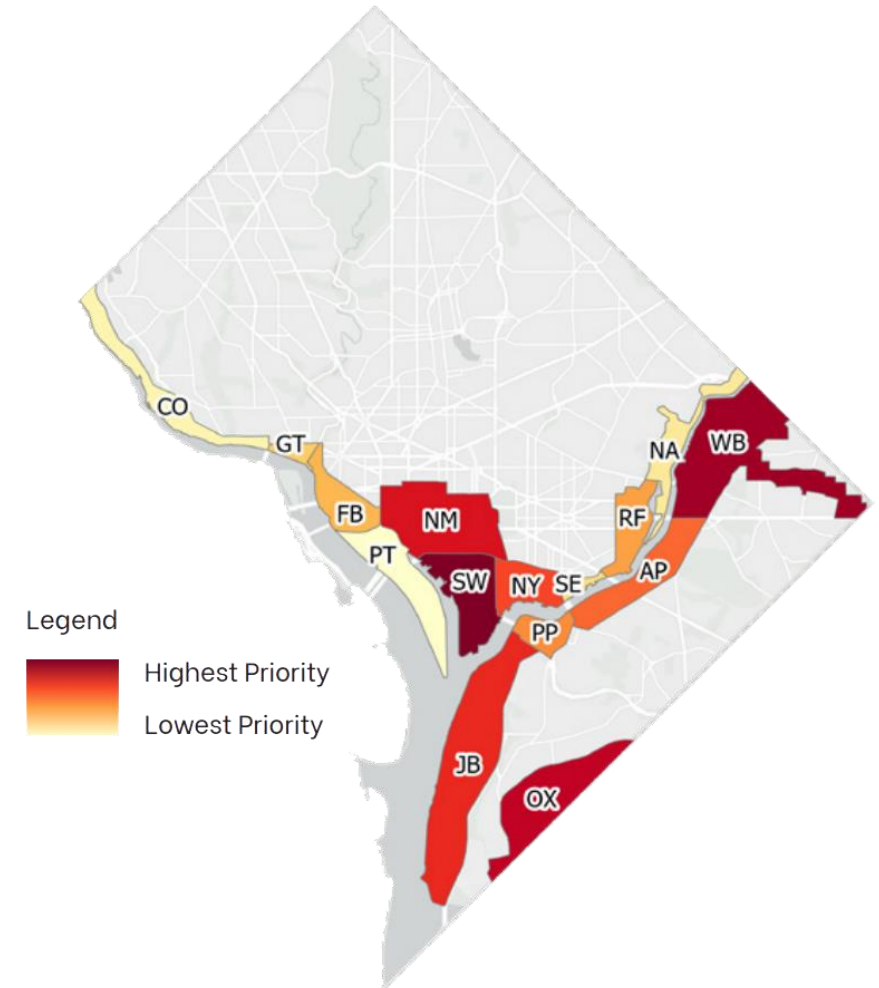 CO
GT
NA
WB
FB
NM
RF
PT
SW
NY
SE
AP
PP
Legend
Highest Priority
Lowest Priority
JB
OX